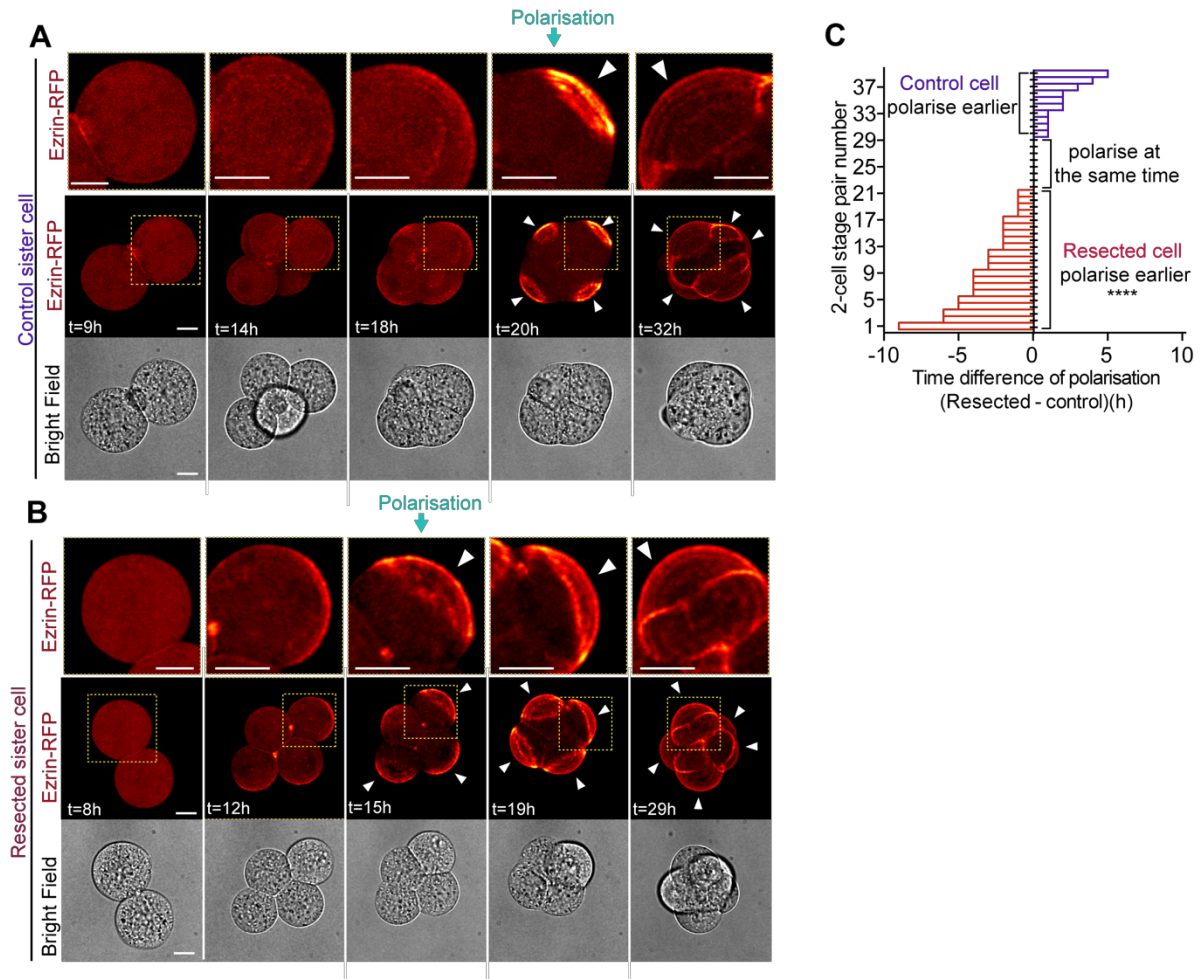 A
Polarisation
Control sister cell
Ezrin-RFP
Ezrin-RFP
t=9h
t=14h
t=18h
t=20h
t=32h
Bright Field
B
Polarisation
Resected sister cell
Ezrin-RFP
Ezrin-RFP
t=8h
t=12h
t=15h
t=19h
t=29h
Bright Field
C
2-cell stage pair number
37
33
29
25
21
17
13
9
5
1
Control cell
polarise earlier
polarise at
the same time
Resected cell
polarise earlier
****
-10
-5
0
5
10
Time difference of polarisation
(Resected - control)(h)